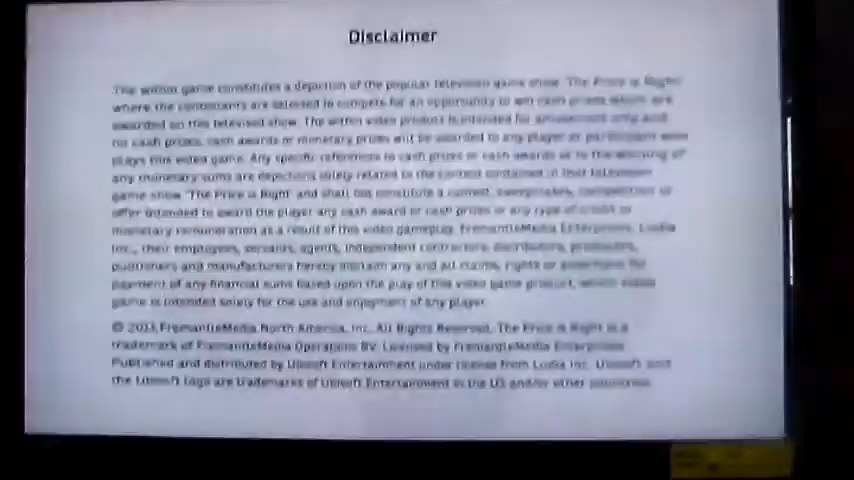 Disclaimer
The within game constitutes a depiction of the popular television game show "The Price is Right"
where the contestants are selected to compete for an opportunity to win cash prizes which are
awarded on this televised show. The within video product is intended for amusement only and
no cash prizes, cash awards or monetary prizes will be awarded to any player or participant who
plays this video game. Any specific references to cash prizes or cash awards or to the winning of
any monetary sums are depictions solely related to the content contained in that television
game show "The Price is Right" and shall not constitute a contest, sweepstakes, competition or
offer intended to award the player any cash award or cash prizes or any type of credit or
monetary remuneration as a result of this video gameplay. FremantleMedia Enterprises, Ludia
Inc., their employees, servants, agents, independent contractors, distributors, producers,
publishers and manufacturers hereby disclaim any and all claims, rights or assertions for
payment of any financial sums based upon the play of this video game product, which video
game is intended solely for the use and enjoyment of any player.
© FremantleMedia North America, Inc. All Rights Reserved. The Price is Right is a
trademark of FremantleMedia Operations BV. Licensed by FremantleMedia Enterprises.
Published and distributed by Ubisoft Entertainment under license from Ludia Inc. Ubisoft and
the Ubisoft logo are trademarks of Ubisoft Entertainment in the US and/or other countries.